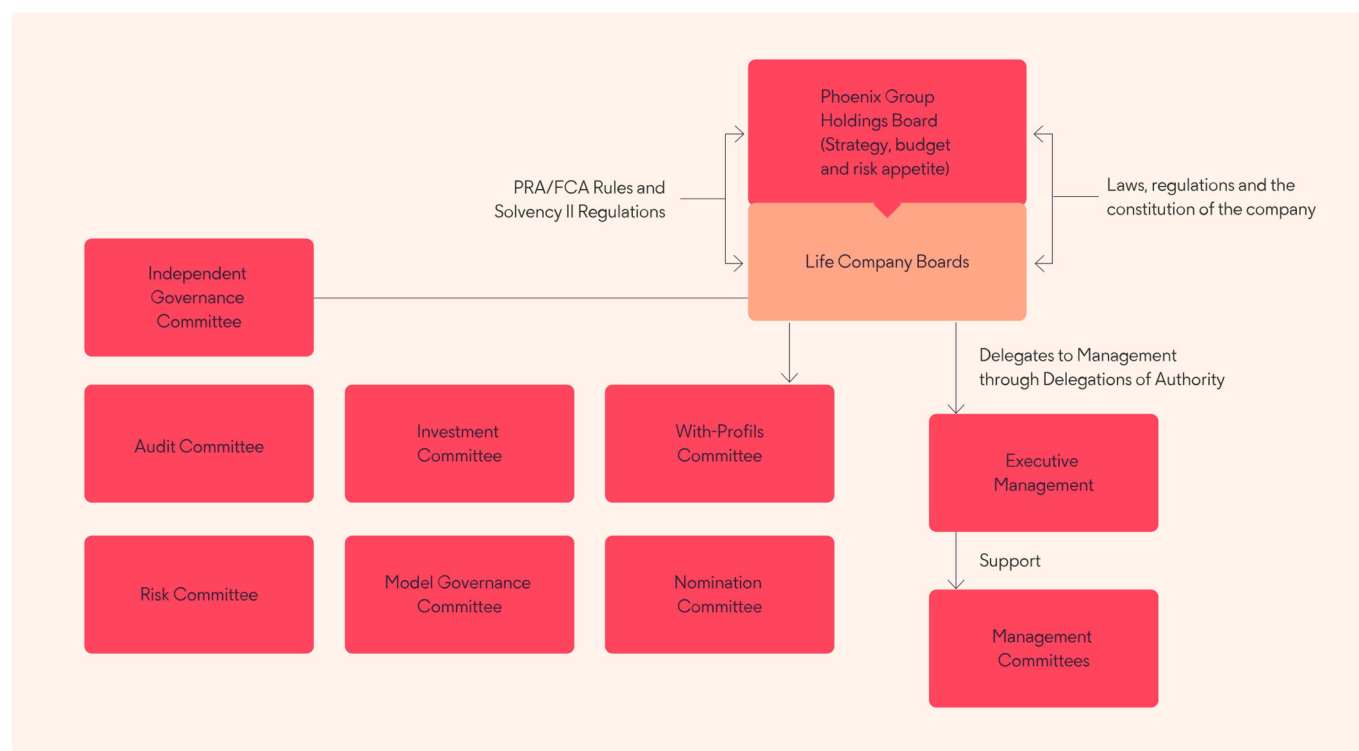 Phoenix Group
Holdings Board
(Strategy, budget
and risk appetite)
PRA/FCA Rules and
Solvency II Regulations
Laws, regulations and the
constitution of the company
Life Company Boards
Independent
Governance
Committee
Delegates to Management
through Delegations of Authority
Audit Committee
Investment
Committee
With-Profils
Committee
Executive
Management
Support
Risk Committee
Model Governance
Committee
Nomination
Committee
Management
Committees